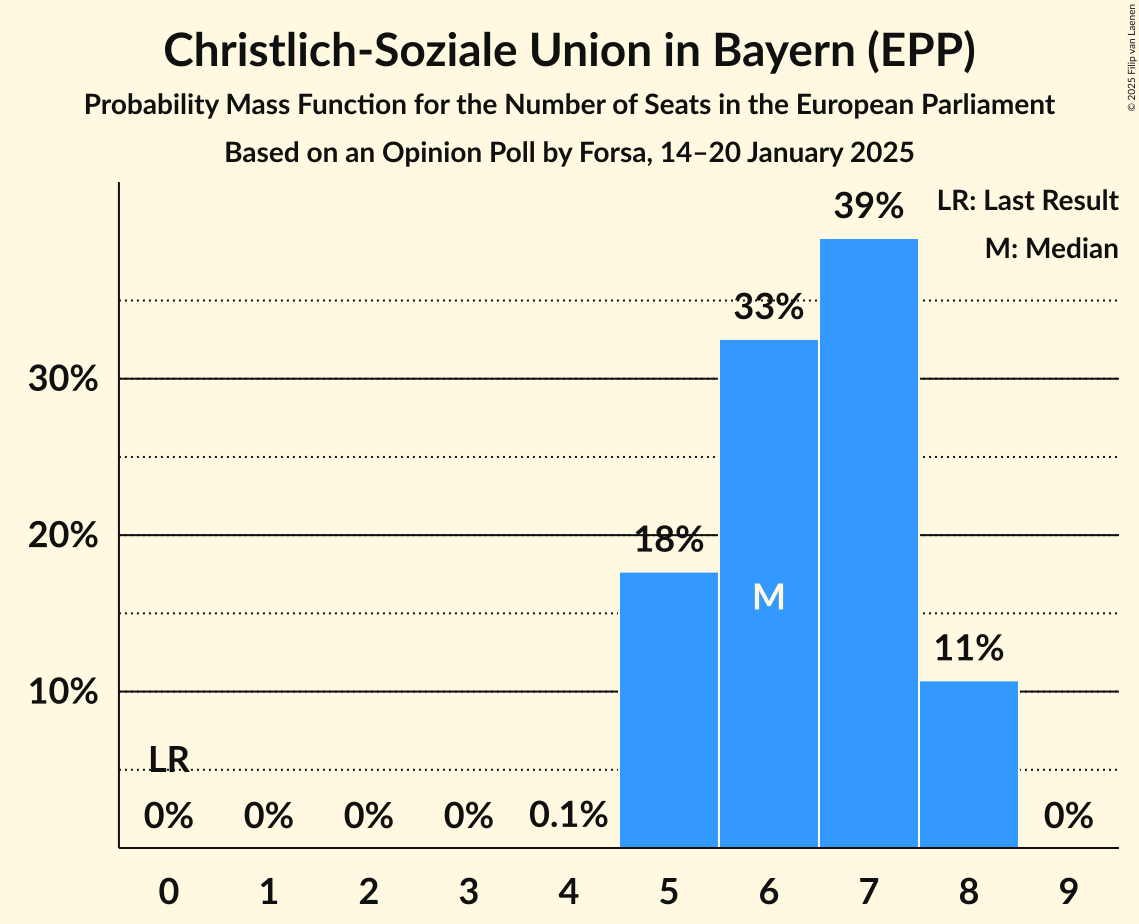 Christlich-Soziale Union in Bayern (EPP)
Probability Mass Function for the Number of Seats in the European Parliament
Based on an Opinion Poll by Forsa, 14–20 January 2025
© 2025 Filip van Laenen
LR: Last Result
M: Median
39%
33%
30%
18%
20%
M
11%
10%
LR
0% 0% 0% 0% 0.1% 0%
0 1 2 3 4 5 6 7 8 9